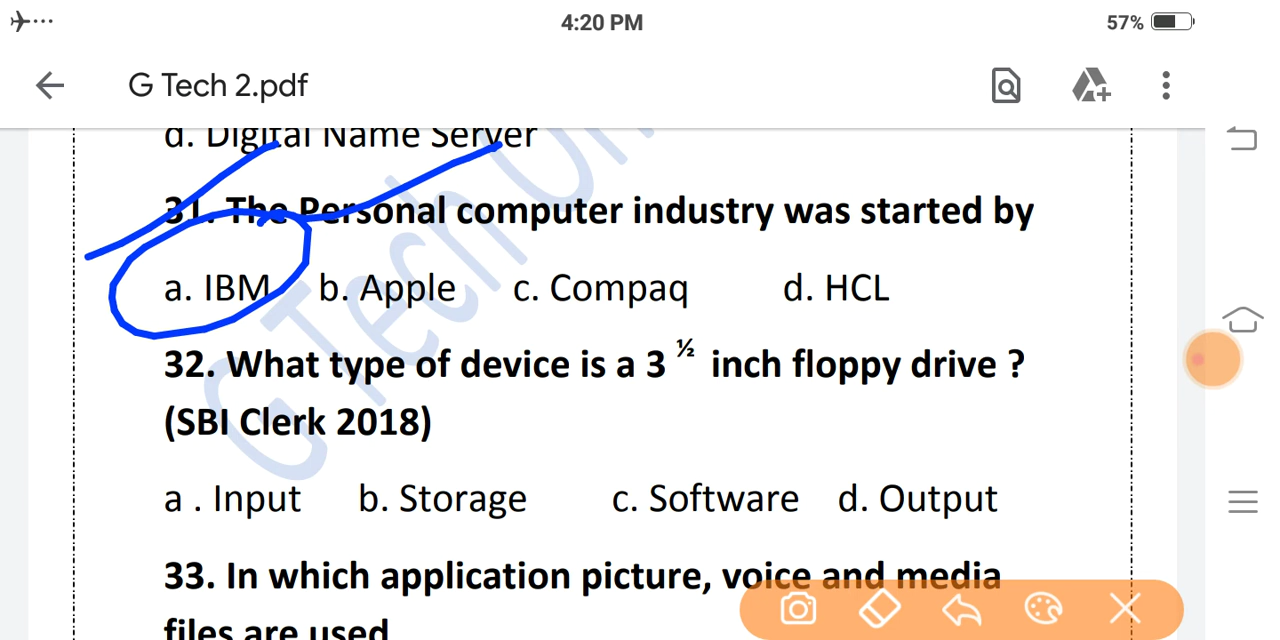 4:20 PM
57%
G Tech 2.pdf
d. Digital Name Server
31. The Personal computer industry was started by
a. IBM b. Apple c. Compaq d. HCL
32. What type of device is a 3 ½ inch floppy drive ?
(SBI Clerk 2018)
a . Input b. Storage c. Software d. Output
33. In which application picture, voice and media
files are used
G Tech